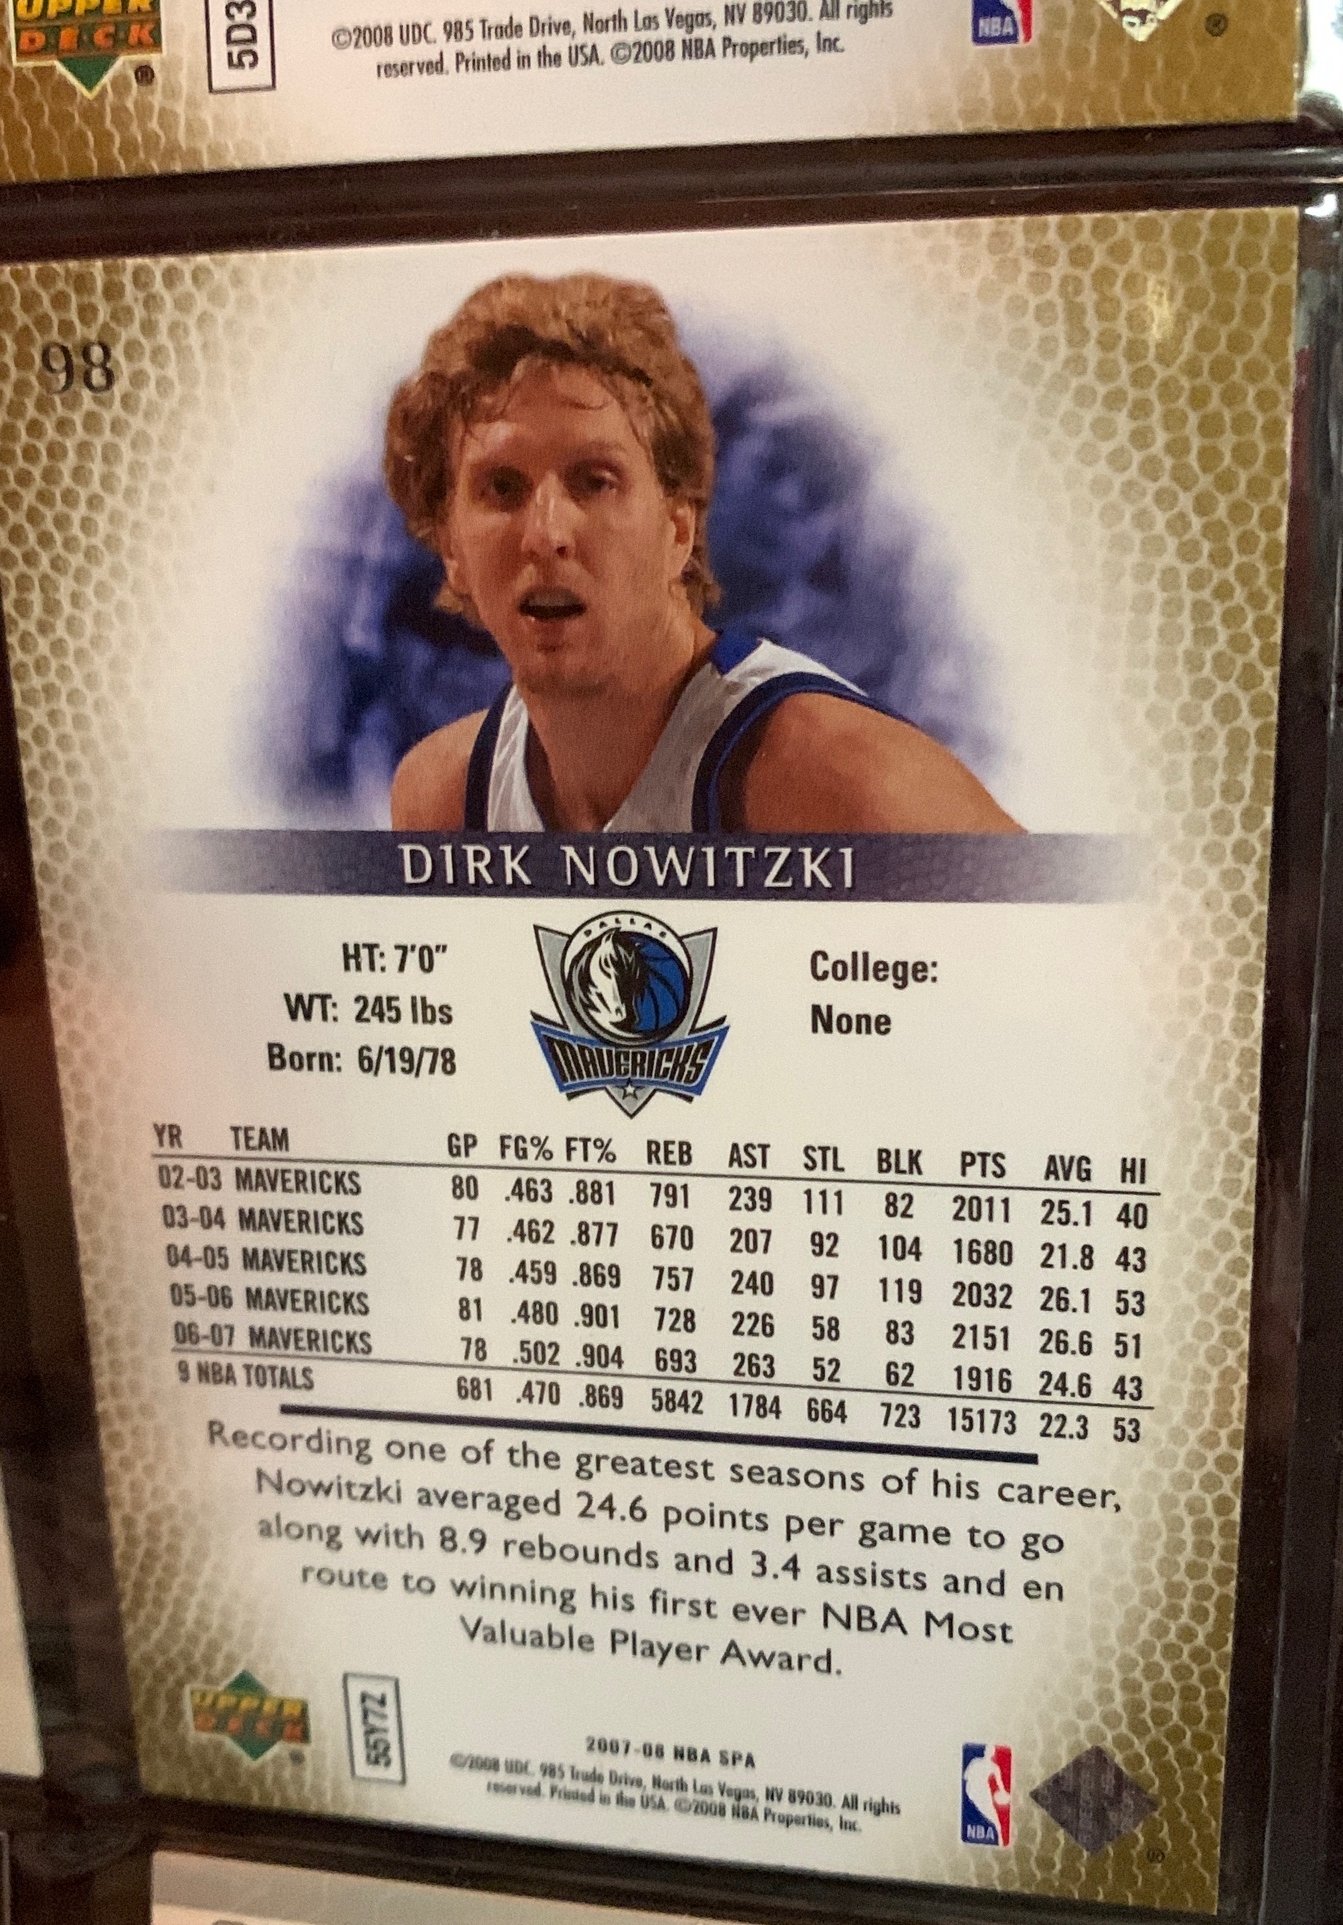 UPPER
DECK
®
5D3
©2008 UDC. 985 Trade Drive, North Las Vegas, NV 89030. All rights
reserved. Printed in the USA. ©2008 NBA Properties, Inc.
NBA
®
98
DIRK NOWITZKI
HT: 7'0"
WT: 245 lbs
Born: 6/19/78
DALLAS
MAVERICKS
College:
None
YR TEAM GP FG% FT% REB AST STL BLK PTS AVG HI
02-03 MAVERICKS 80 .463 .881 791 239 111 82 2011 25.1 40
03-04 MAVERICKS 77 .462 .877 670 207 92 104 1680 21.8 43
04-05 MAVERICKS 78 .459 .869 757 240 97 119 2032 26.1 53
05-06 MAVERICKS 81 .480 .901 728 226 58 83 2151 26.6 51
06-07 MAVERICKS 78 .502 .904 693 263 52 62 1916 24.6 43
9 NBA TOTALS 681 .470 .869 5842 1784 664 723 15173 22.3 53
Recording one of the greatest seasons of his career,
Nowitzki averaged 24.6 points per game to go
along with 8.9 rebounds and 3.4 assists and en
route to winning his first ever NBA Most
Valuable Player Award.
UPPER
DECK
®
55Y7Z
2007-08 NBA SPA
©2008 UDC. 985 Trade Drive, North Las Vegas, NV 89030. All rights
reserved. Printed in the USA. ©2008 NBA Properties, Inc.
NBA
®